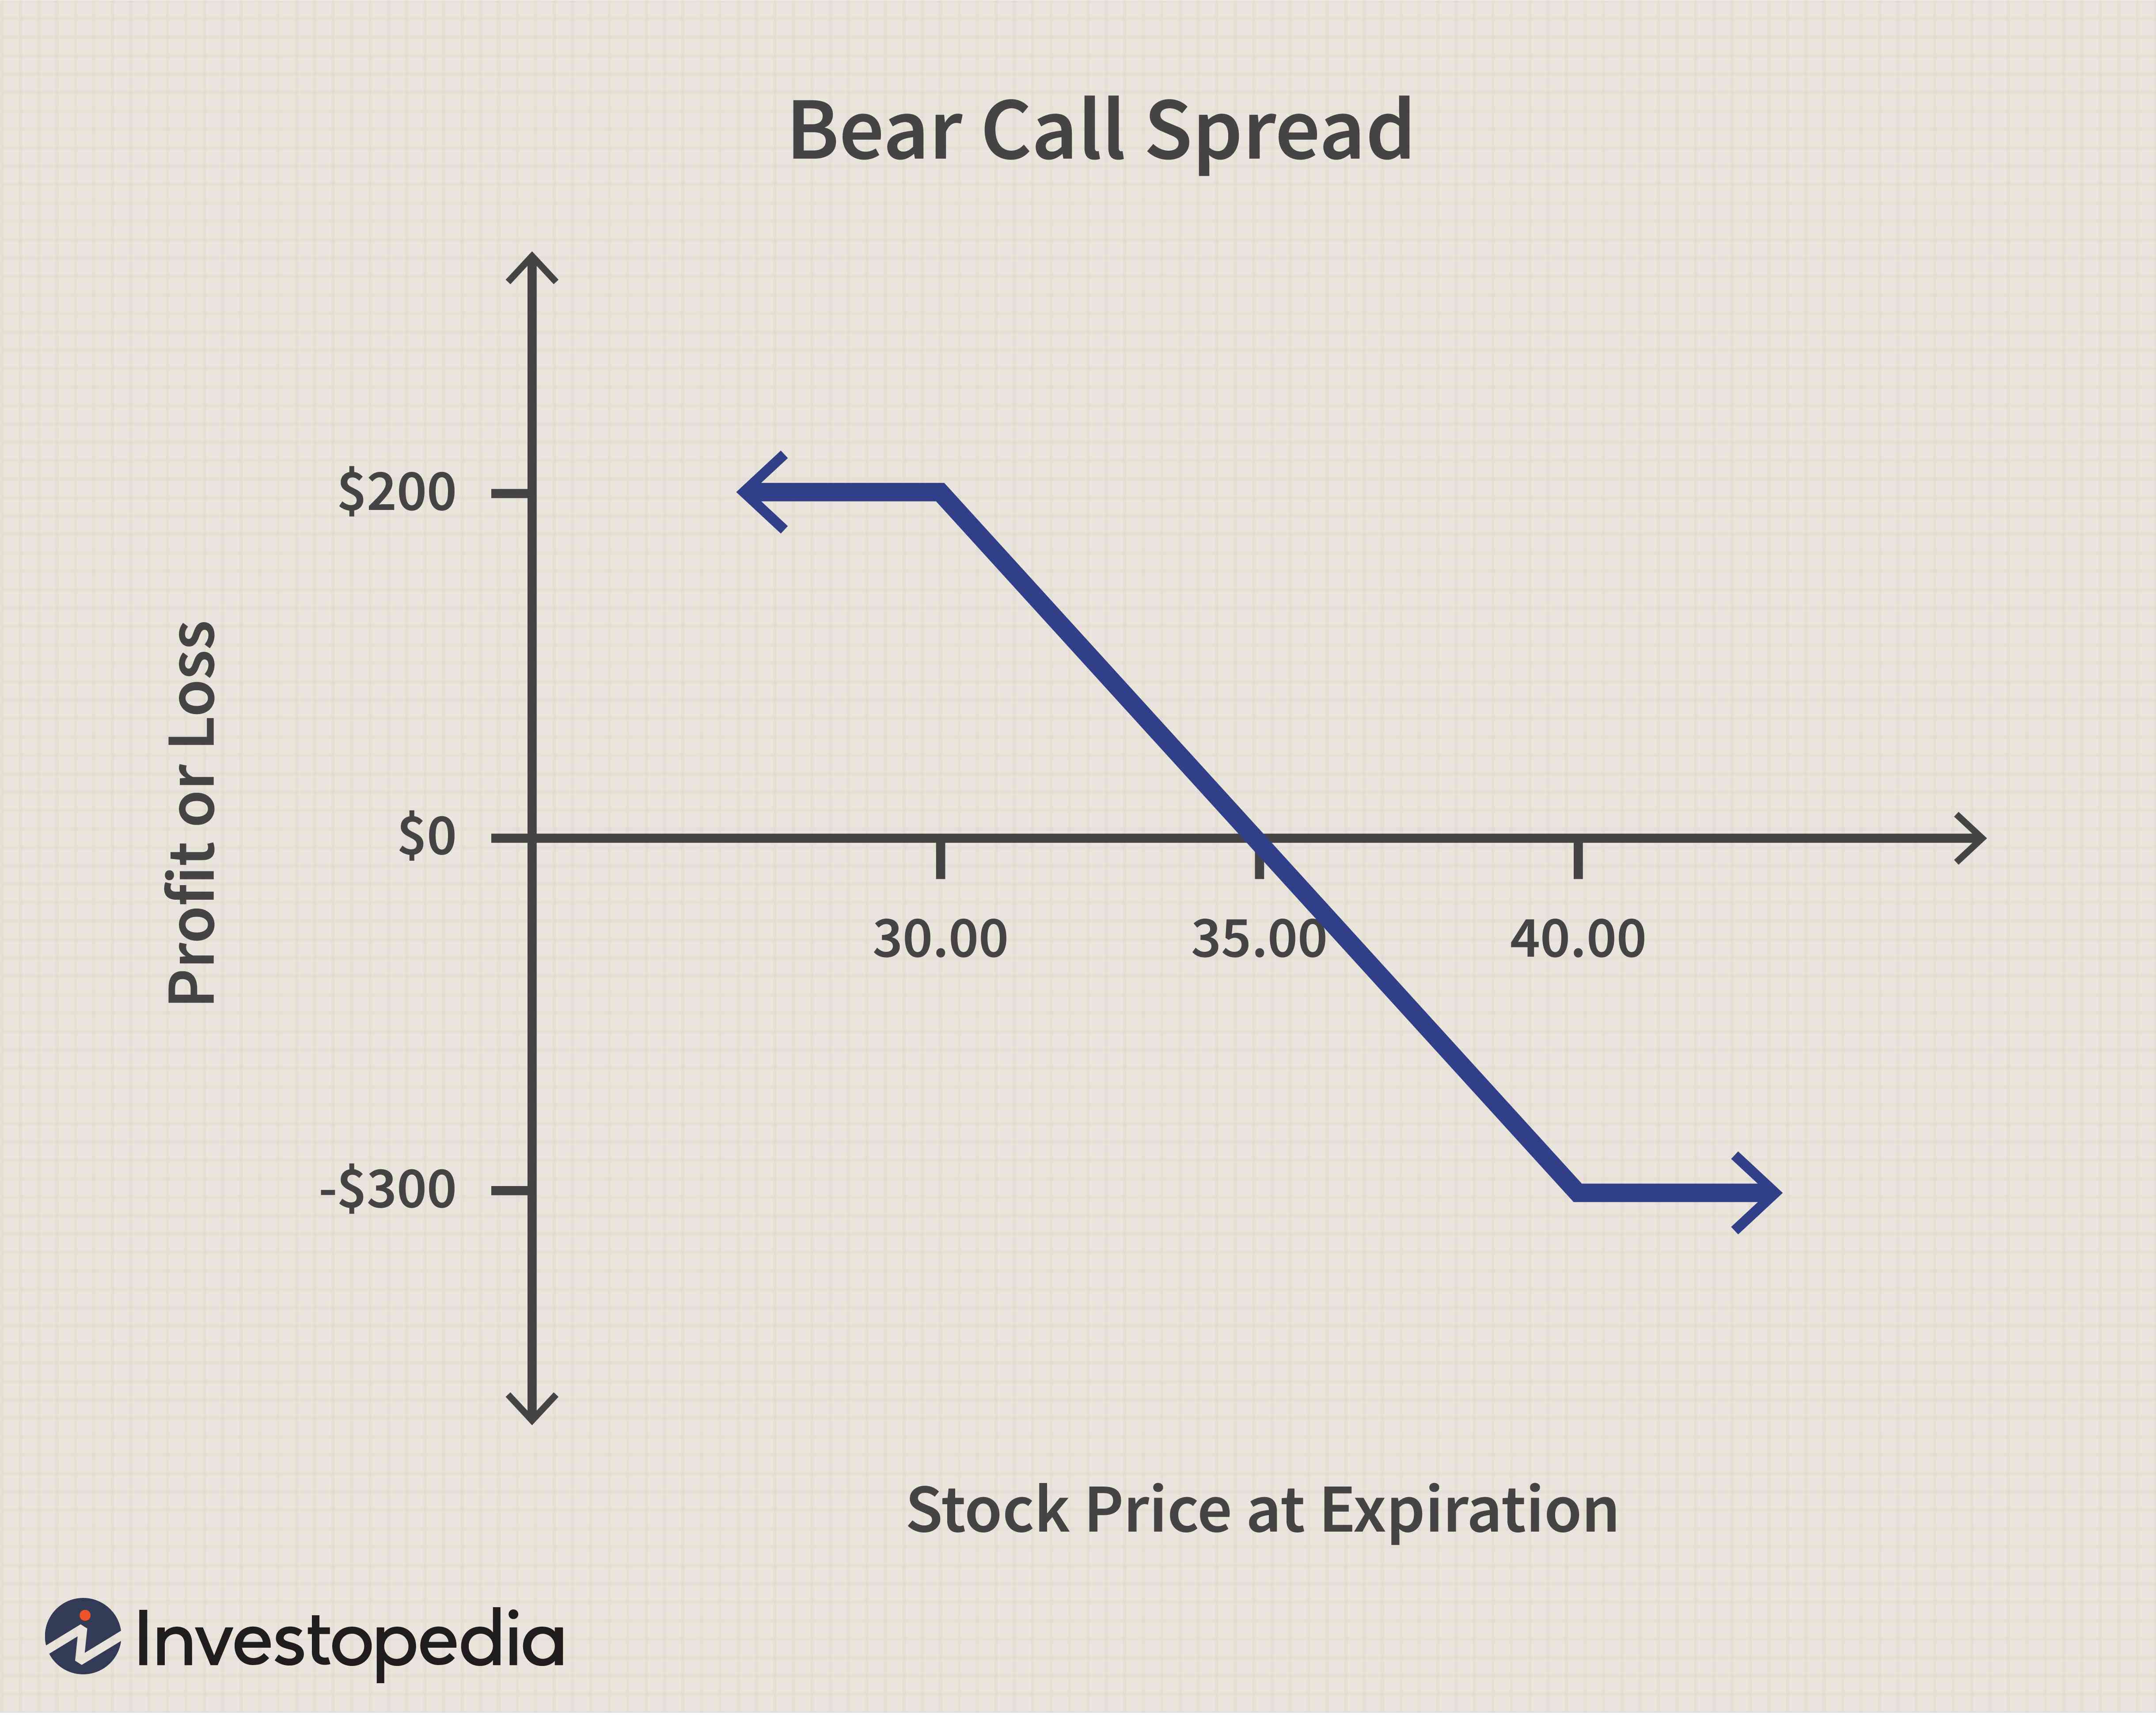 Bear Call Spread
$200
Profit or Loss
$0
30.00 35.00 40.00
-$300
Stock Price at Expiration
Investopedia